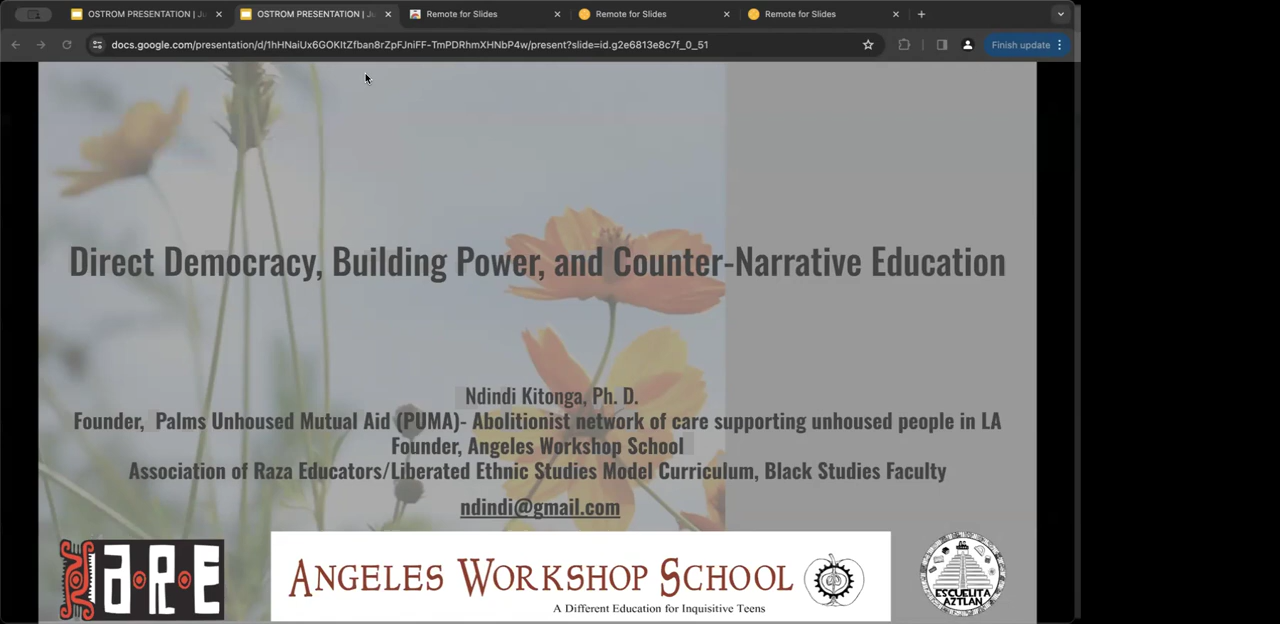 OSTROM PRESENTATION | Ju
OSTROM PRESENTATION | Ju
Remote for Slides
Remote for Slides
Remote for Slides
docs.google.com/presentation/d/1hHNaiUx6GOKItZfban8rZpFJniFF-TmPDRhmXHNbP4w/present?slide=id.g2e6813e8c7f_0_51
Finish update
Direct Democracy, Building Power, and Counter-Narrative Education
Ndindi Kitonga, Ph. D.
Founder, Palms Unhoused Mutual Aid (PUMA)- Abolitionist network of care supporting unhoused people in LA
Founder, Angeles Workshop School
Association of Raza Educators/Liberated Ethnic Studies Model Curriculum, Black Studies Faculty
ndindi@gmail.com
a.R.E
ANGELES WORKSHOP SCHOOL
A Different Education for Inquisitive Teens
ESCUELITA
AZTLAN